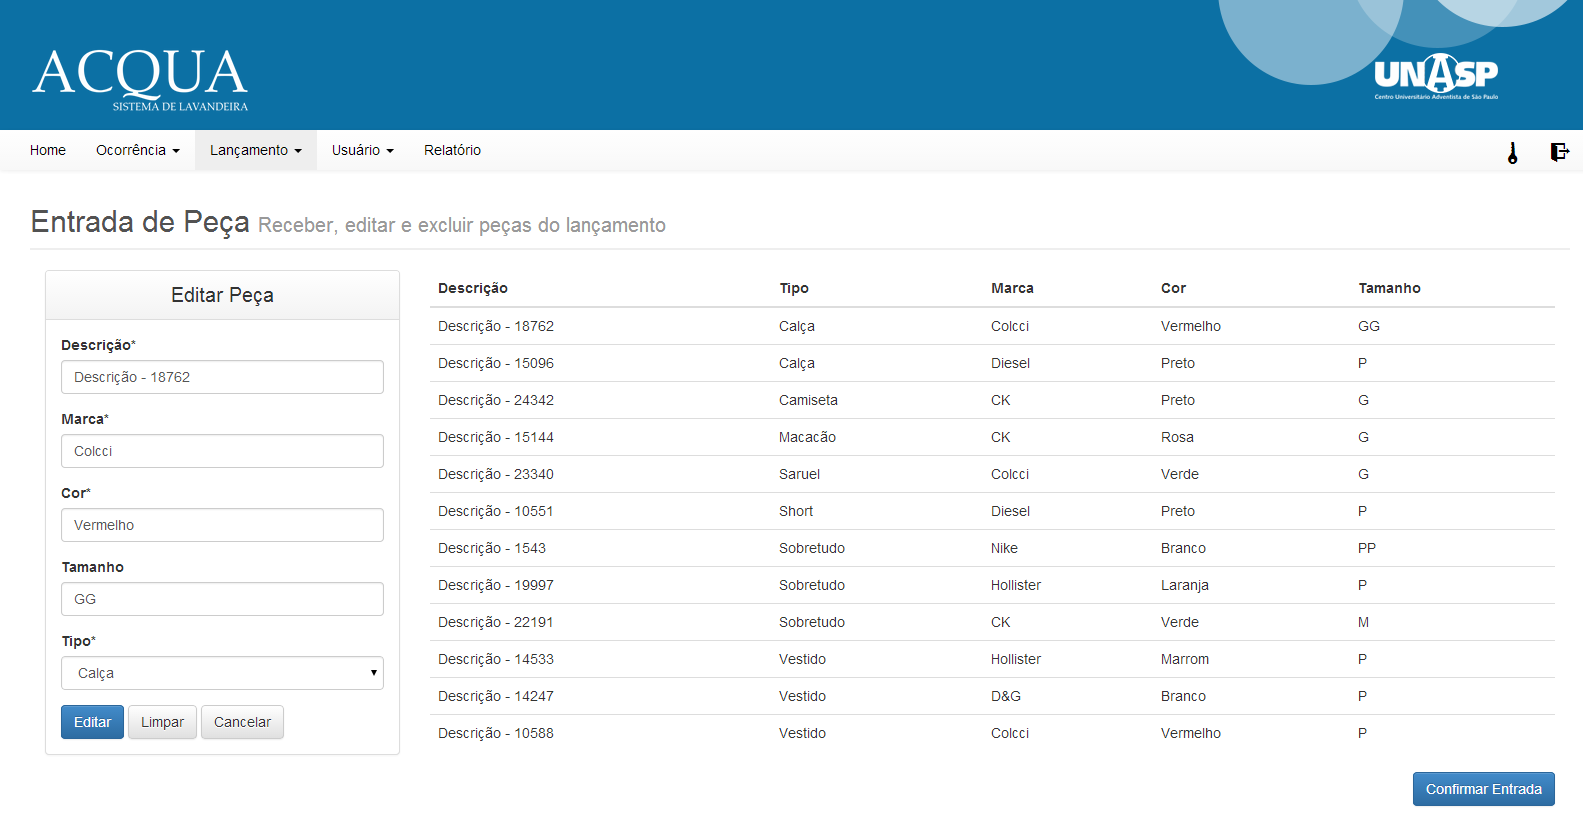 ACQUA
SISTEMA DE LAVANDEIRA
UNASP
Centro Universitário Adventista de São Paulo
Home Ocorrência Lançamento Usuário Relatório
Entrada de Peça Receber, editar e excluir peças do lançamento
Editar Peça
Descrição*
Descrição - 18762
Marca*
Colcci
Cor*
Vermelho
Tamanho
GG
Tipo*
Calça
Editar Limpar Cancelar
Descrição Tipo Marca Cor Tamanho
Descrição - 18762 Calça Colcci Vermelho GG
Descrição - 15096 Calça Diesel Preto P
Descrição - 24342 Camiseta CK Preto G
Descrição - 15144 Macacão CK Rosa G
Descrição - 23340 Saruel Colcci Verde G
Descrição - 10551 Short Diesel Preto P
Descrição - 1543 Sobretudo Nike Branco PP
Descrição - 19997 Sobretudo Hollister Laranja P
Descrição - 22191 Sobretudo CK Verde M
Descrição - 14533 Vestido Hollister Marrom P
Descrição - 14247 Vestido D&G Branco P
Descrição - 10588 Vestido Colcci Vermelho P
Confirmar Entrada